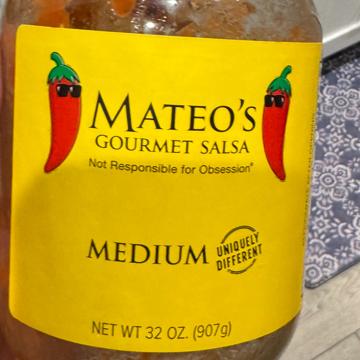 MATEO'S
GOURMET SALSA
Not Responsible for Obsession®
MEDIUM
UNIQUELY
DIFFERENT
NET WT 32 OZ. (907g)